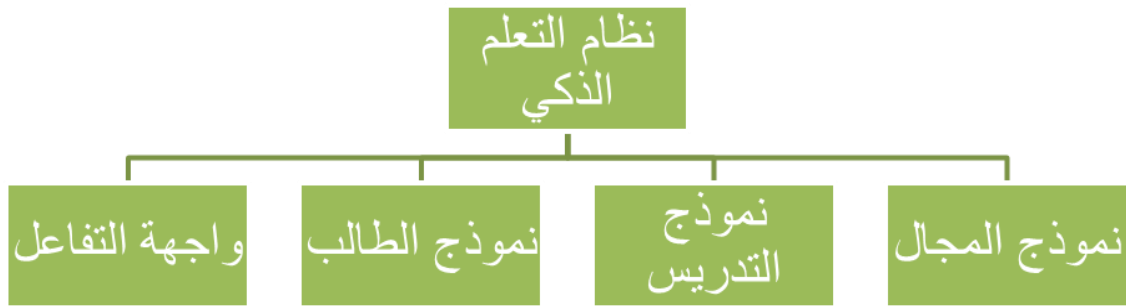 نظام التعلم
الذكي
نموذج المجال
نموذج
التدريس
نموذج الطالب
واجهة التفاعل